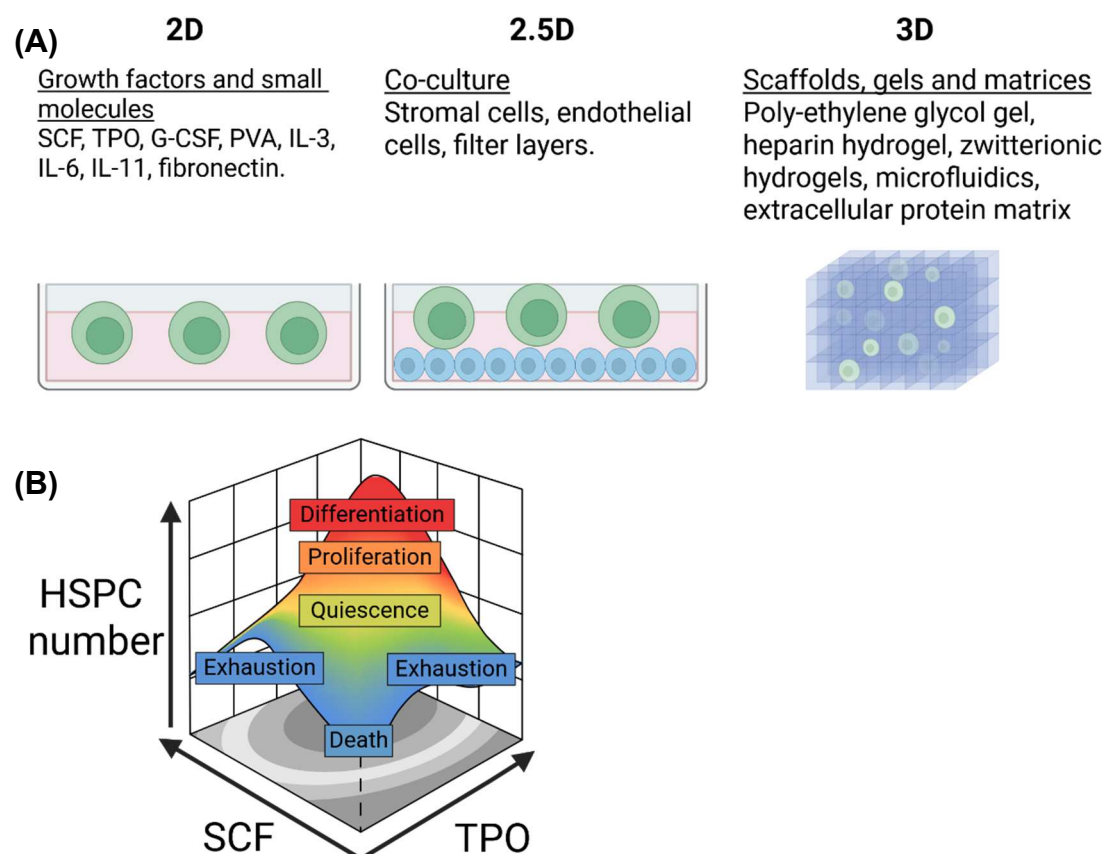 (A)
2D
Growth factors and small
molecules
SCF, TPO, G-CSF, PVA, IL-3,
IL-6, IL-11, fibronectin.
2.5D
Co-culture
Stromal cells, endothelial
cells, filter layers.
3D
Scaffolds, gels and matrices
Poly-ethylene glycol gel,
heparin hydrogel, zwitterionic
hydrogels, microfluidics,
extracellular protein matrix
(B)
HSPC
number
Differentiation
Proliferation
Quiescence
Exhaustion
Exhaustion
Death
SCF
TPO